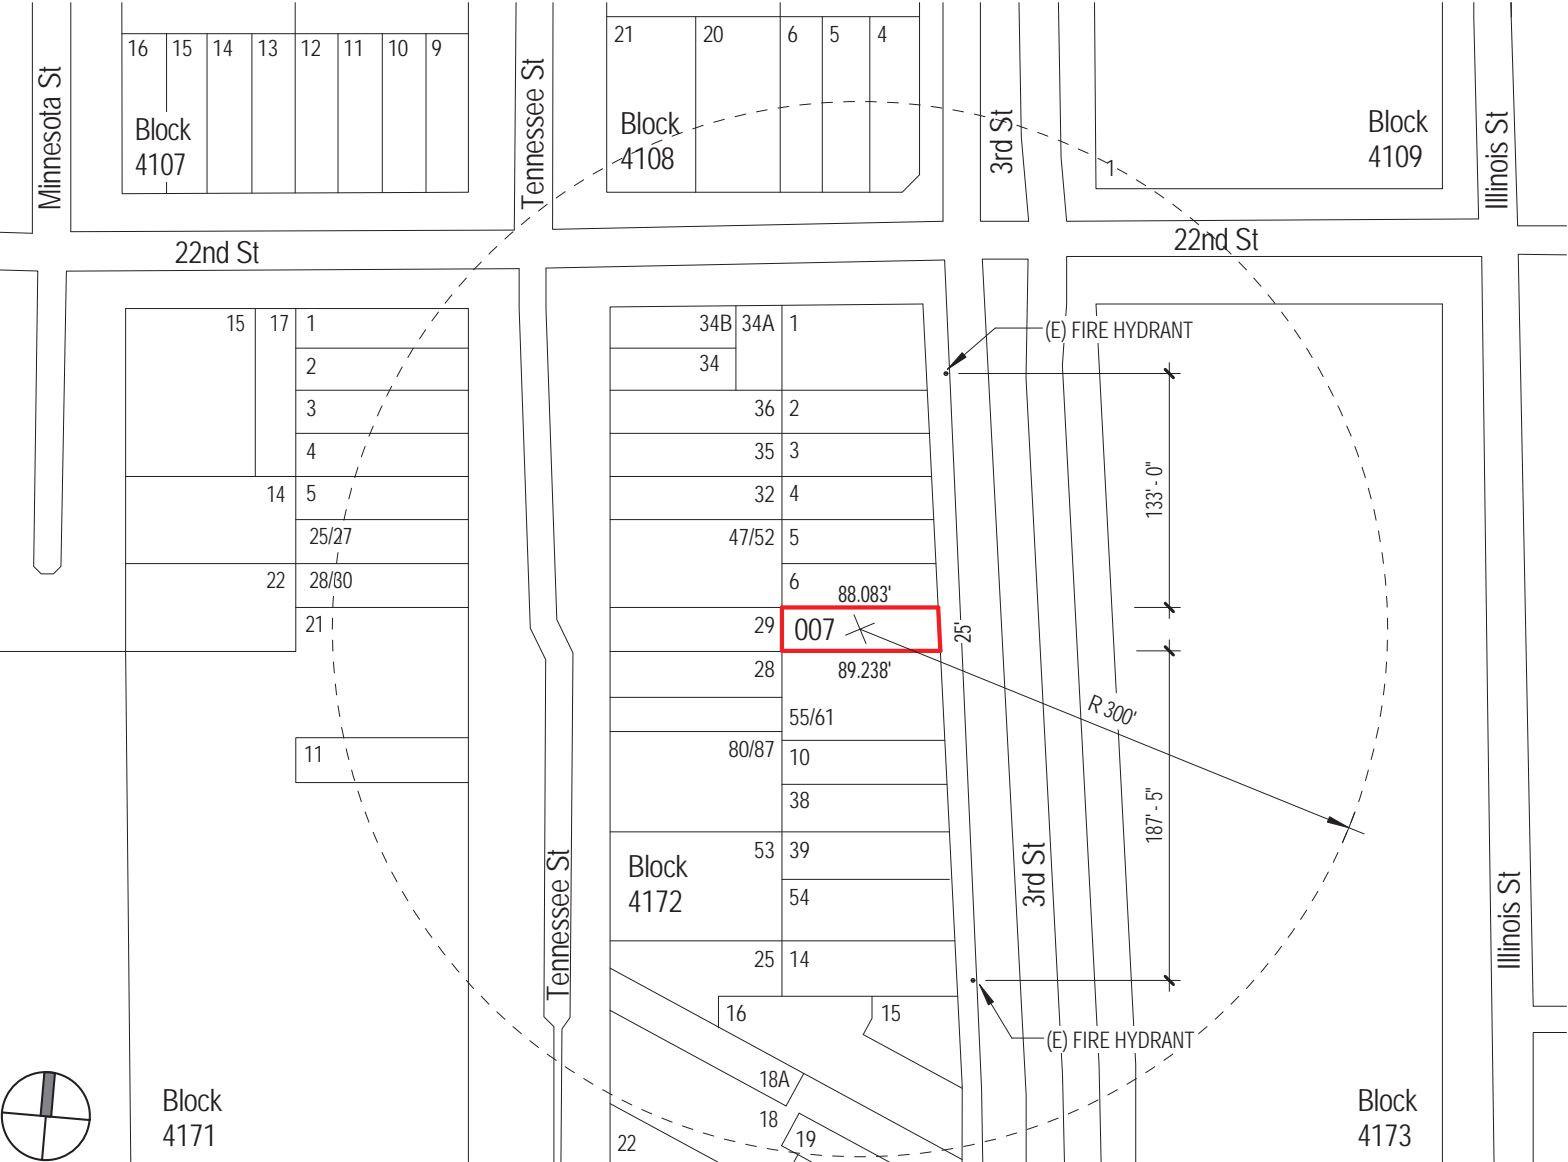 16 15 14 13 12 11 10 9
Block
4107
Minnesota St
Tennessee St
21 20 6 5 4
Block
4108
3rd St
1
Block
4109
Illinois St
22nd St
22nd St
15 17 1
2
3
4
14 5
25/27
22 28/30
21
11
34B 34A 1
34
36 2
35 3
32 4
47/52 5
6
88.083'
29 007
25'
89.238'
28
55/61
80/87
10
38
53 39
54
25 14
16 15
18A
18
19
22
Block
4172
(E) FIRE HYDRANT
133' - 0"
R 300'
187' - 5"
(E) FIRE HYDRANT
3rd St
Tennessee St
Illinois St
Block
4171
Block
4173